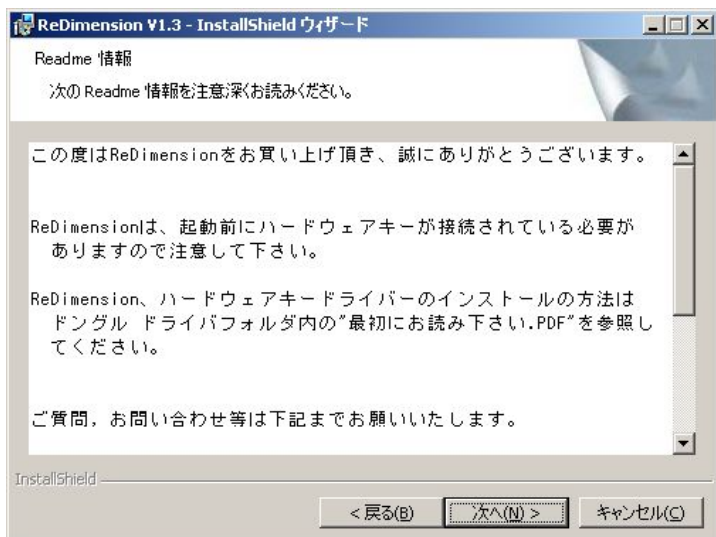 ReDimension V1.3 - InstallShield ウィザード
Readme 情報
次の Readme 情報を注意深くお読みください。
この度はReDimensionをお買い上げ頂き、誠にありがとうございます。
ReDimensionは、起動前にハードウェアキーが接続されている必要が
ありますので注意して下さい。
ReDimension、ハードウェアキードライバーのインストールの方法は
ドングル ドライバフォルダ内の"最初にお読み下さい.PDF"を参照し
てください。
ご質問，お問い合わせ等は下記までお願いいたします。
InstallShield
< 戻る(B)
次へ(N) >
キャンセル(C)